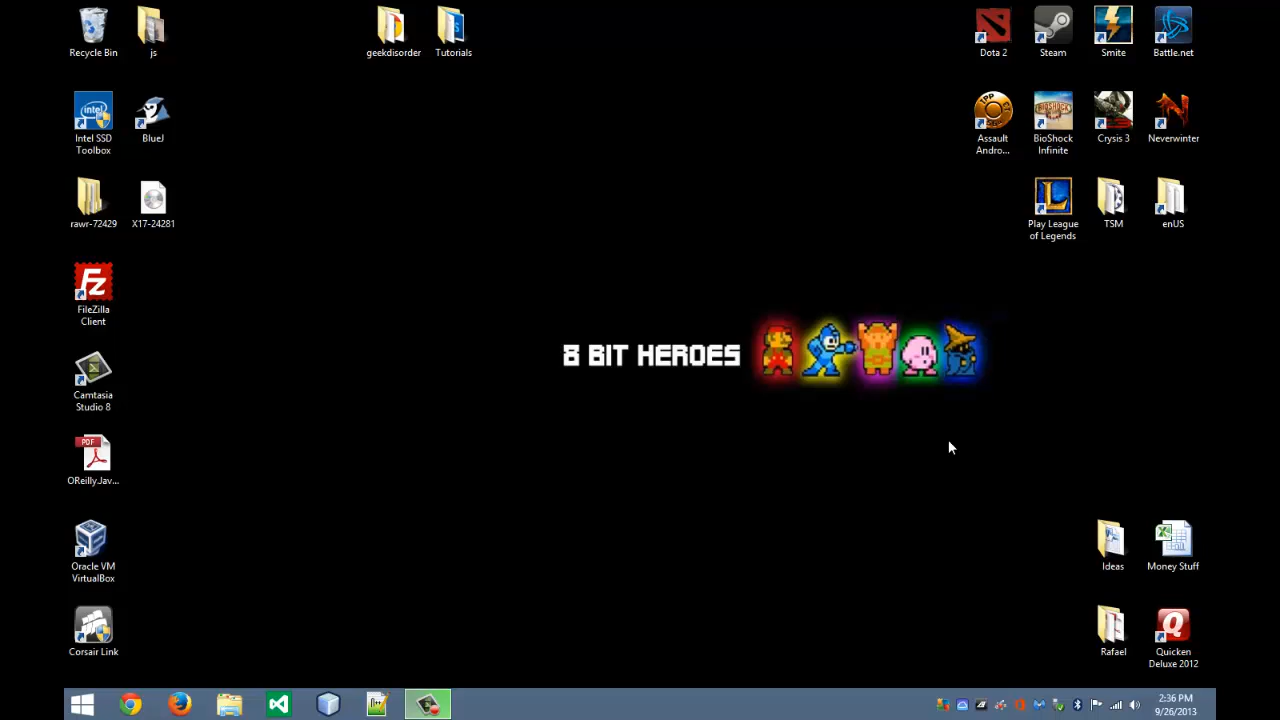 Recycle Bin
js
geekdisorder
Tutorials
Dota 2
Steam
Smite
Battle.net
intel
Intel SSD
Toolbox
BlueJ
Assault
Andro...
BioShock
Infinite
Crysis 3
Neverwinter
rawr-72429
X17-24281
Play League
of Legends
TSM
enUS
Fz
FileZilla
Client
8 BIT HEROES
Camtasia
Studio 8
PDF
OReilly.Jav...
Oracle VM
VirtualBox
Ideas
Money Stuff
Corsair Link
Rafael
Quicken
Deluxe 2012
2:36 PM
9/26/2013